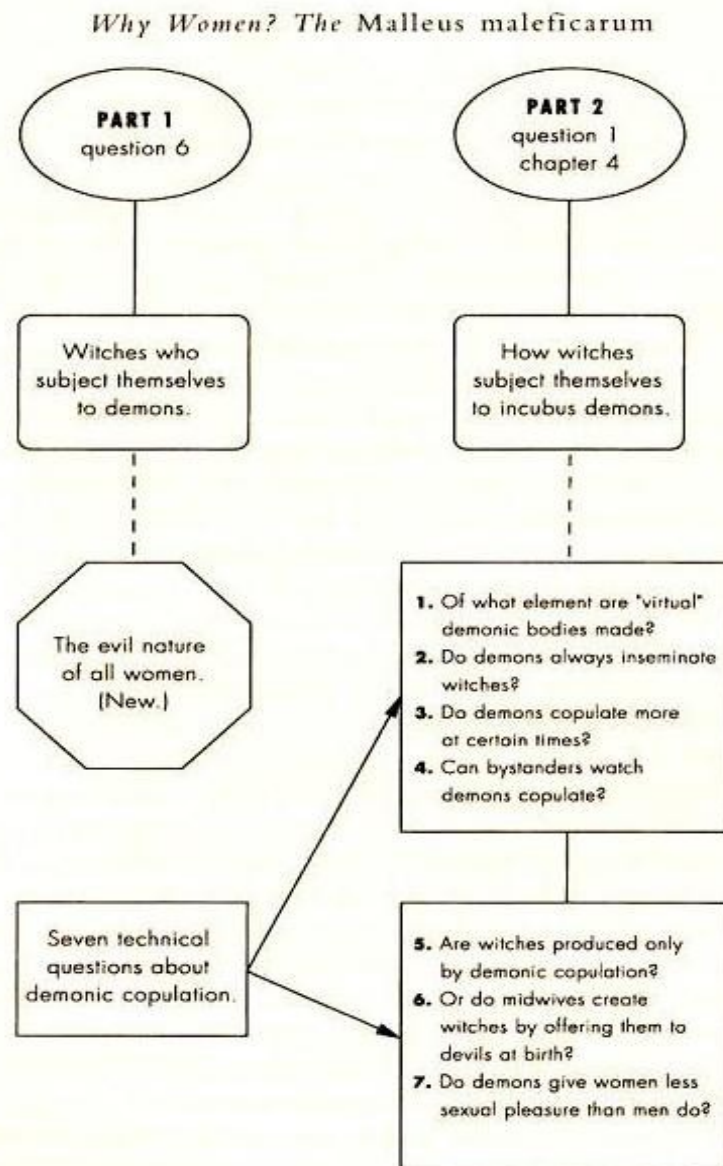 Why Women? The Malleus maleficarum
PART 1
question 6
PART 2
question 1
chapter 4
Witches who
subject themselves
to demons.
How witches
subject themselves
to incubus demons.
The evil nature
of all women.
(New.)
1. Of what element are "virtual"
demonic bodies made?
2. Do demons always inseminate
witches?
3. Do demons copulate more
at certain times?
4. Can bystanders watch
demons copulate?
Seven technical
questions about
demonic copulation.
5. Are witches produced only
by demonic copulation?
6. Or do midwives create
witches by offering them to
devils at birth?
7. Do demons give women less
sexual pleasure than men do?